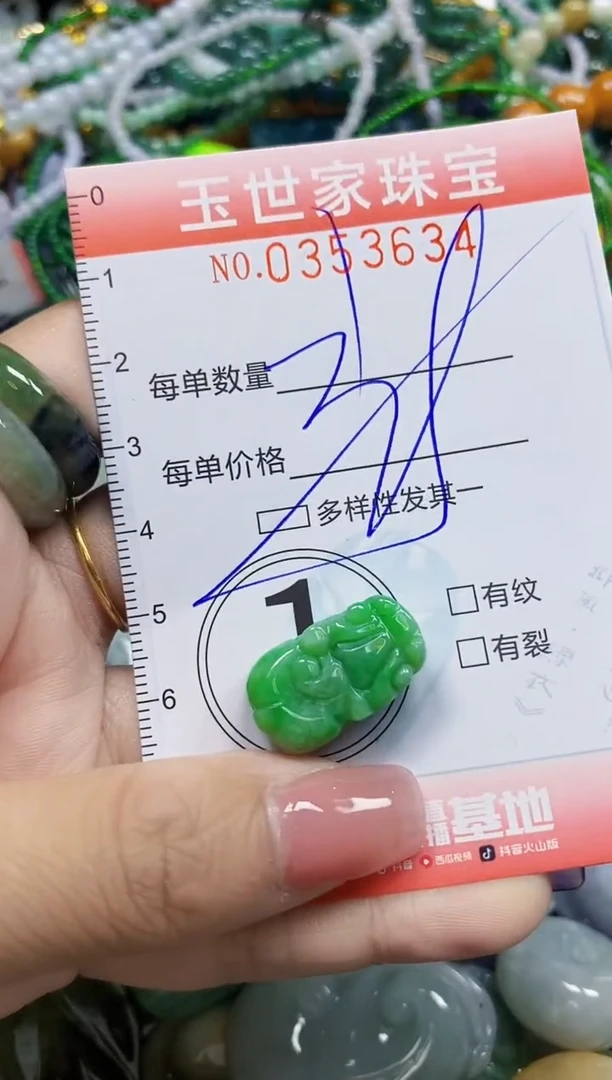 玉世家珠宝
NO.0353634
0
1
2
3
4
5
6
每单数量
每单价格
多样性发其一
1
有纹
有裂
直播基地
抖音 西瓜视频 抖音火山版